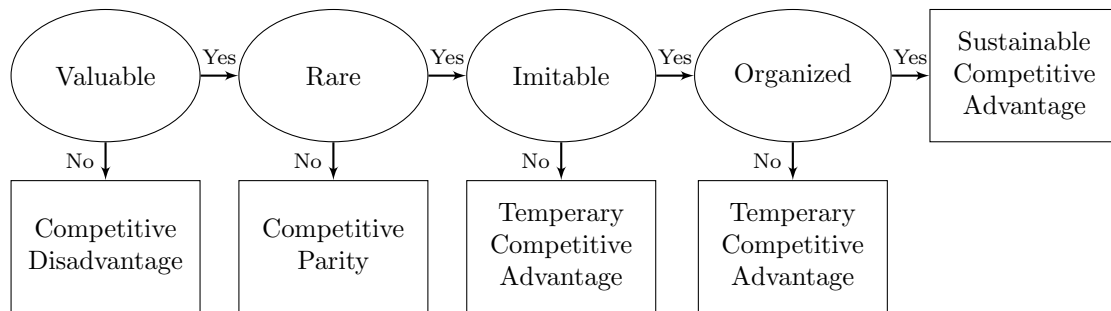 Valuable
Yes
Rare
Yes
Imitable
Yes
Organized
Yes
Sustainable
Competitive
Advantage
No
No
No
No
Competitive
Disadvantage
Competitive
Parity
Temperary
Competitive
Advantage
Temperary
Competitive
Advantage